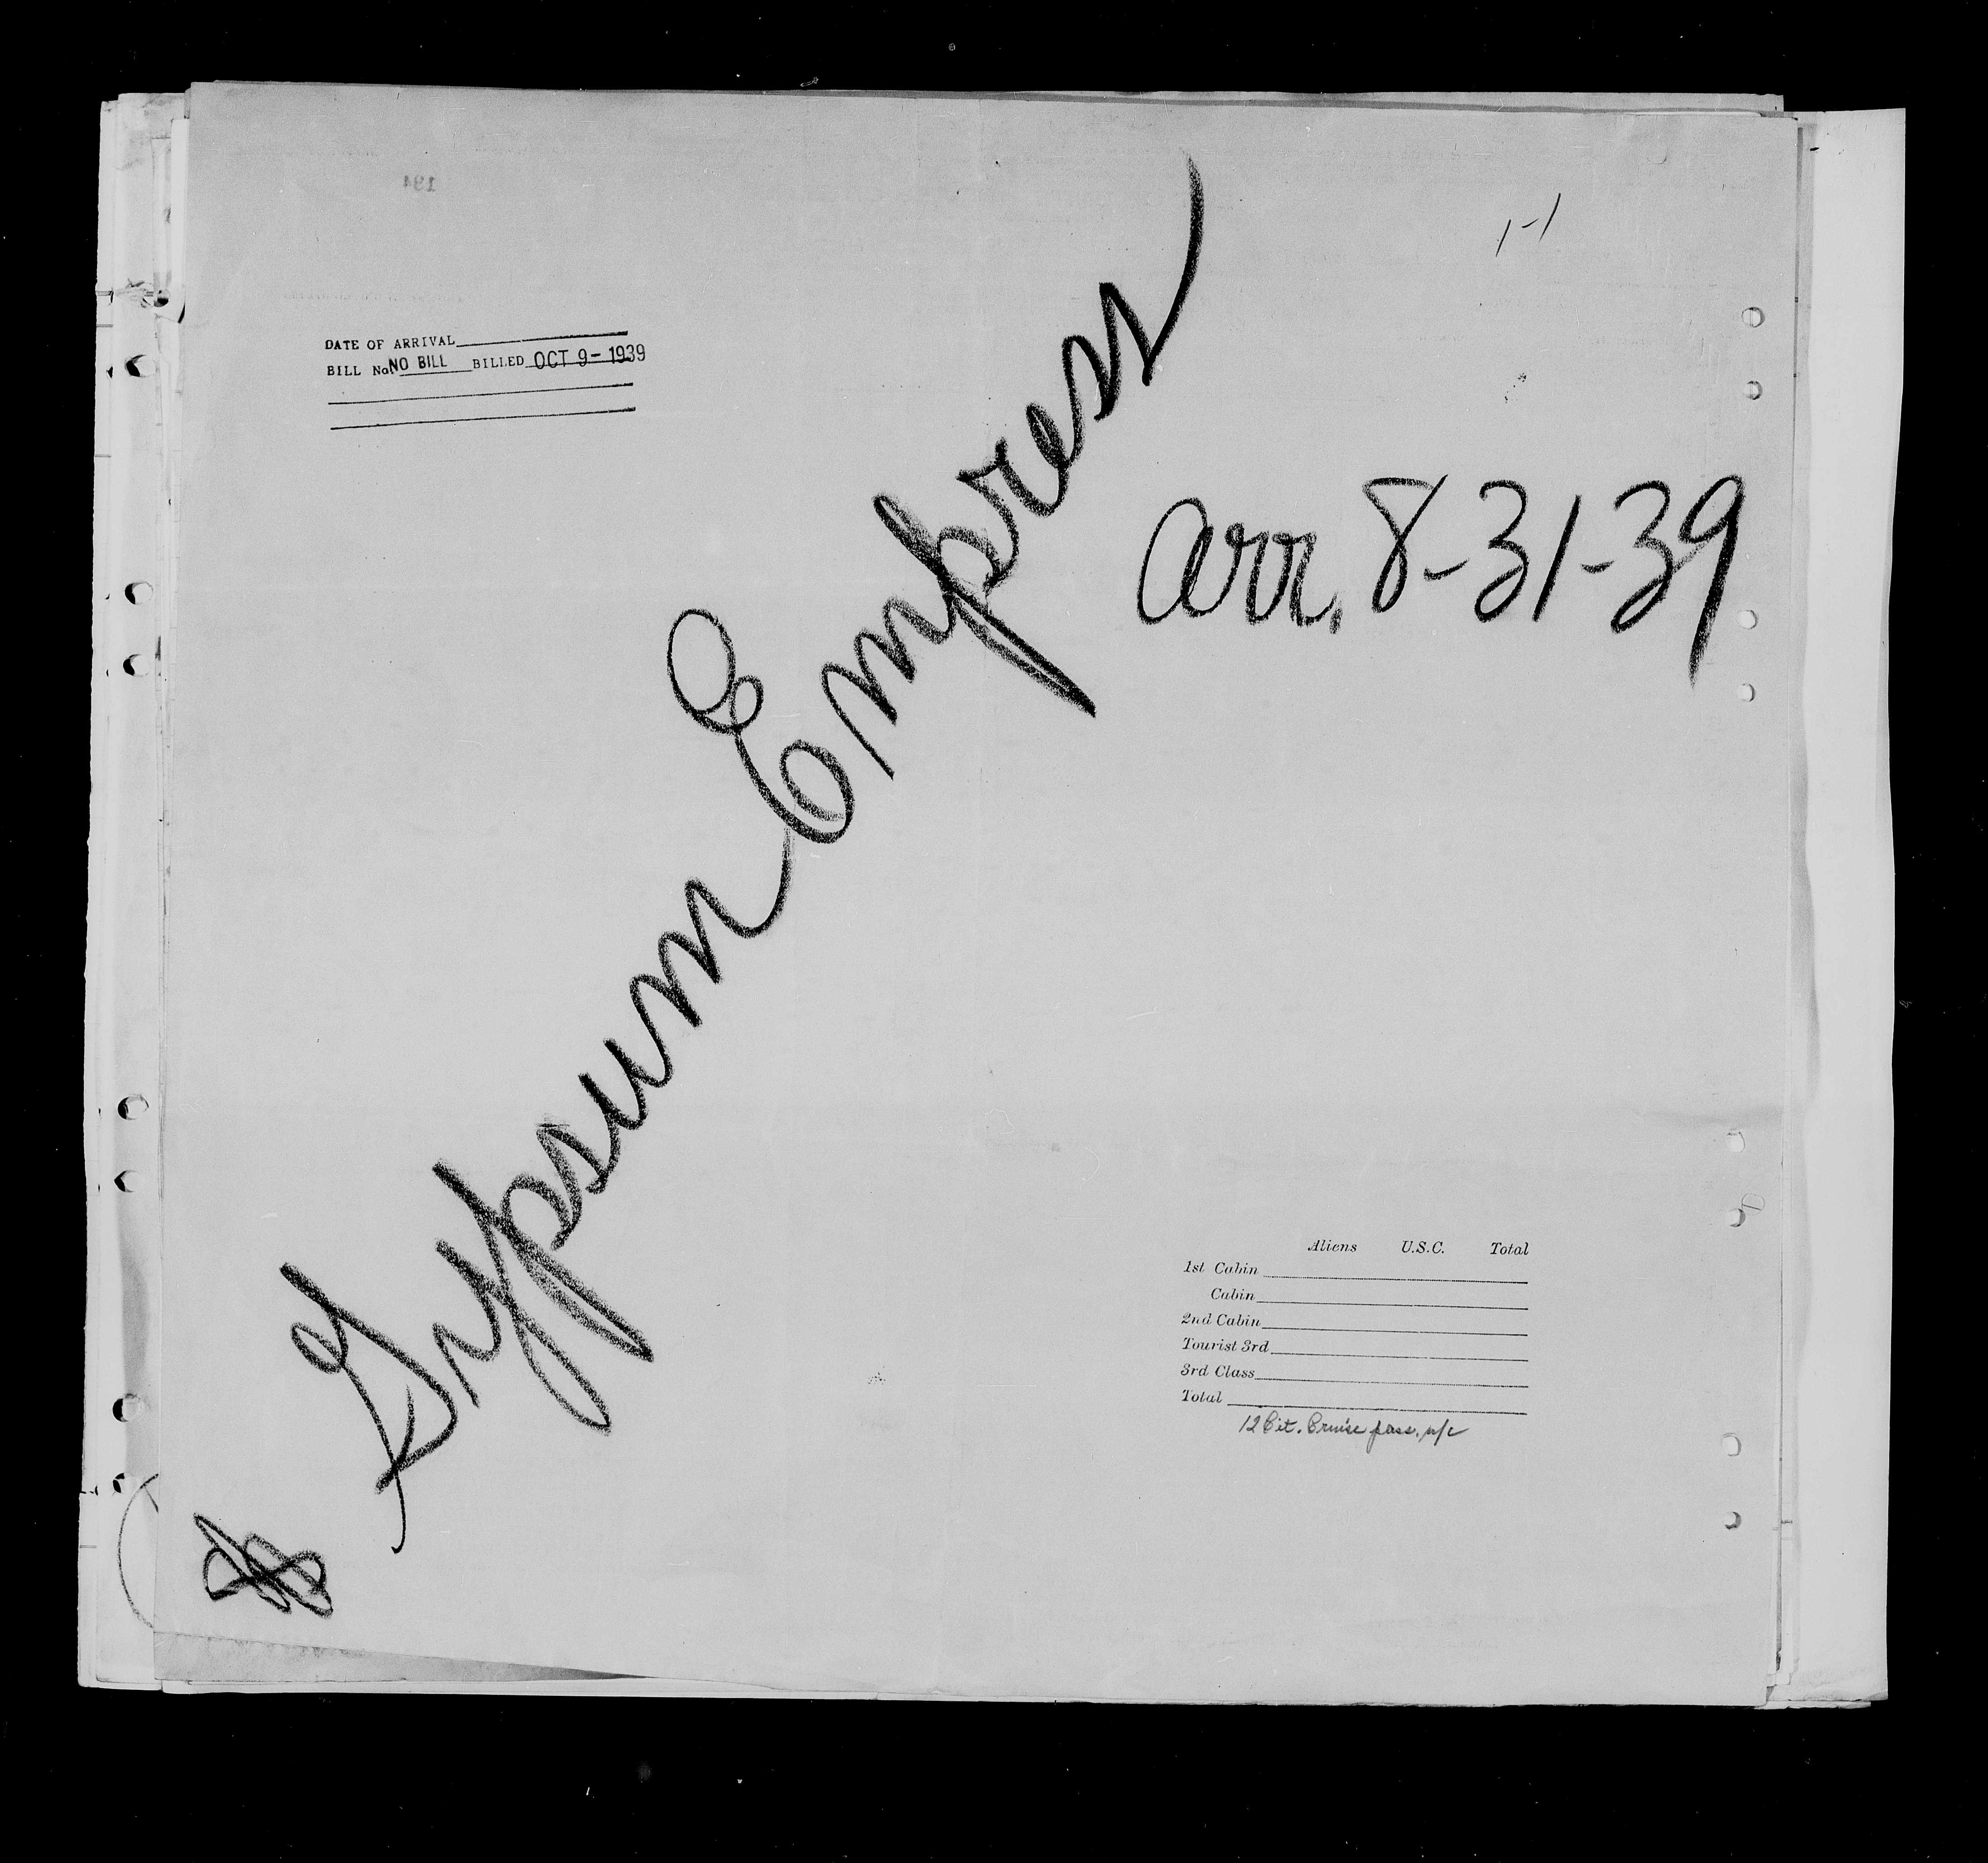 1-1
DATE OF ARRIVAL
BILL No. NO BILL BILLED OCT 9-1939
Gypsum Empress
arr. 8-31-39
Aliens U.S.C. Total
1st Cabin
Cabin
2nd Cabin
Tourist 3rd
3rd Class
Total
12 Cit. Cruise pass. n/c